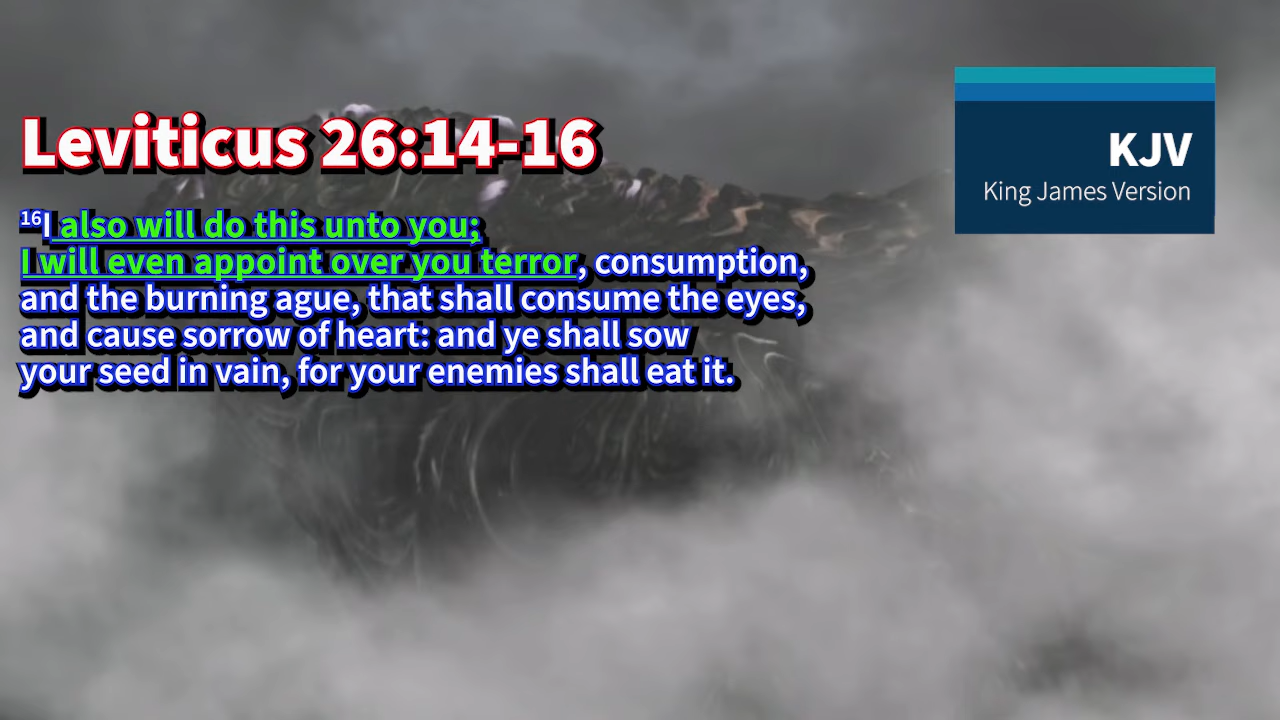 Leviticus 26:14-16
KJV
King James Version
16I also will do this unto you;
I will even appoint over you terror, consumption,
and the burning ague, that shall consume the eyes,
and cause sorrow of heart: and ye shall sow
your seed in vain, for your enemies shall eat it.